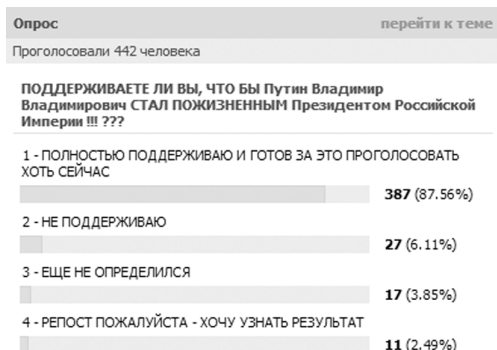 Опрос перейти к теме
Проголосовали 442 человека
ПОДДЕРЖИВАЕТЕ ЛИ ВЫ, ЧТО БЫ Путин Владимир
Владимирович СТАЛ ПОЖИЗНЕННЫМ Президентом Российской
Империи !!! ???
1 - ПОЛНОСТЬЮ ПОДДЕРЖИВАЮ И ГОТОВ ЗА ЭТО ПРОГОЛОСОВАТЬ
ХОТЬ СЕЙЧАС
387 (87.56%)
2 - НЕ ПОДДЕРЖИВАЮ
27 (6.11%)
3 - ЕЩЕ НЕ ОПРЕДЕЛИЛСЯ
17 (3.85%)
4 - РЕПОСТ ПОЖАЛУЙСТА - ХОЧУ УЗНАТЬ РЕЗУЛЬТАТ
11 (2.49%)